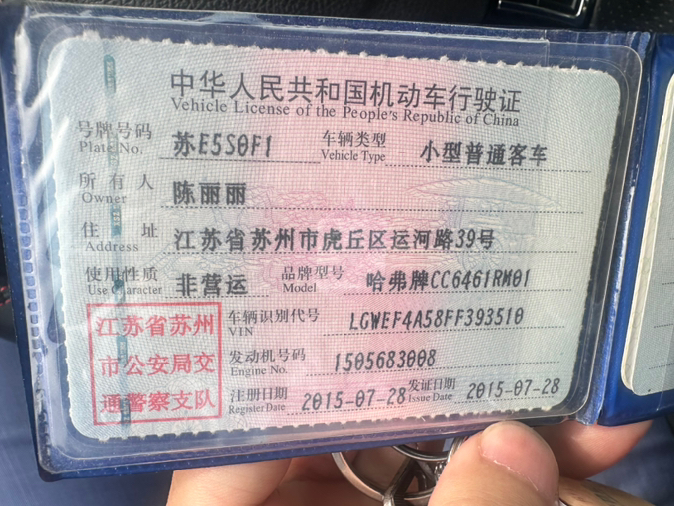 中华人民共和国机动车行驶证
Vehicle License of the People's Republic of China
号牌号码 苏E5S0F1 车辆类型 小型普通客车
Plate No. Vehicle Type
所有人 陈丽丽
Owner
住址 江苏省苏州市虎丘区运河路39号
Address
使用性质 非营运 品牌型号 哈弗牌CC6461RM01
Use Character Model
江苏省苏州
市公安局交
通警察支队
车辆识别代号 LGWEF4A58FF393510
VIN
发动机号码 1505683008
Engine No.
注册日期 2015-07-28 发证日期 2015-07-28
Register Date Issue Date